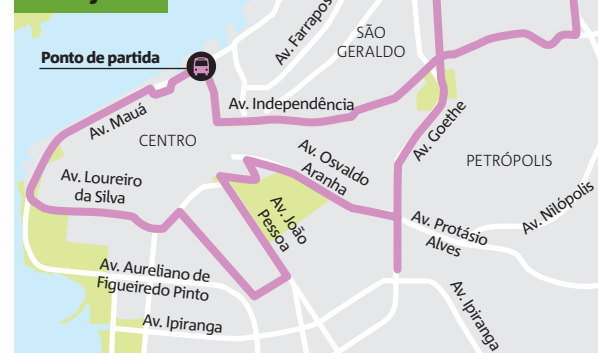 Ponto de partida
Av. Farrapos
SÃO
GERALDO
Av. Independência
Av. Mauá
CENTRO
Av. Goethe
Av. Osvaldo
Aranha
PETRÓPOLIS
Av. Loureiro
da Silva
Av. João
Pessoa
Av. Nilópolis
Av. Protásio
Alves
Av. Aureliano de
Figueiredo Pinto
Av. Ipiranga
Av. Ipiranga